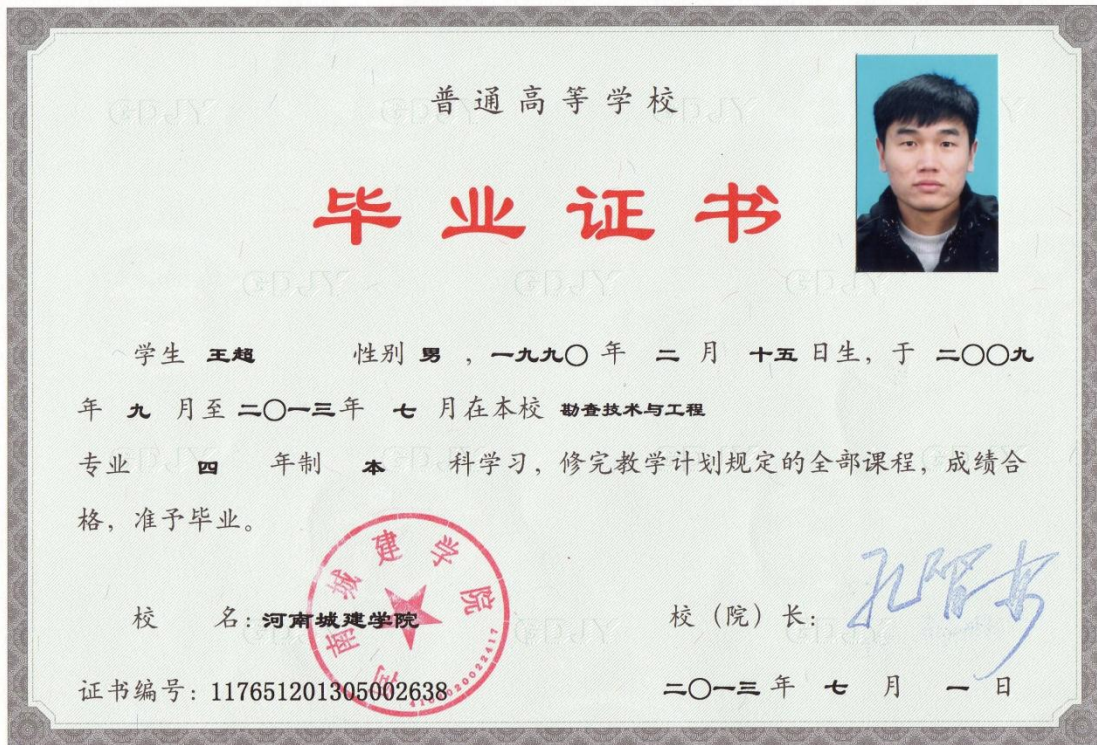 普通高等学校
毕业证书
学生 王超 性别 男 ，一九九〇 年 二 月 十五 日生，于 二〇〇九
年 九 月至 二〇一三年 七 月在本校 勘查技术与工程
专业 四 年制 本 科学习，修完教学计划规定的全部课程，成绩合
格，准予毕业。
河南城建学院
校 名：河南城建学院 校（院）长：
证书编号：117651201305002638 二〇一三 年 七 月 一 日
GDJY